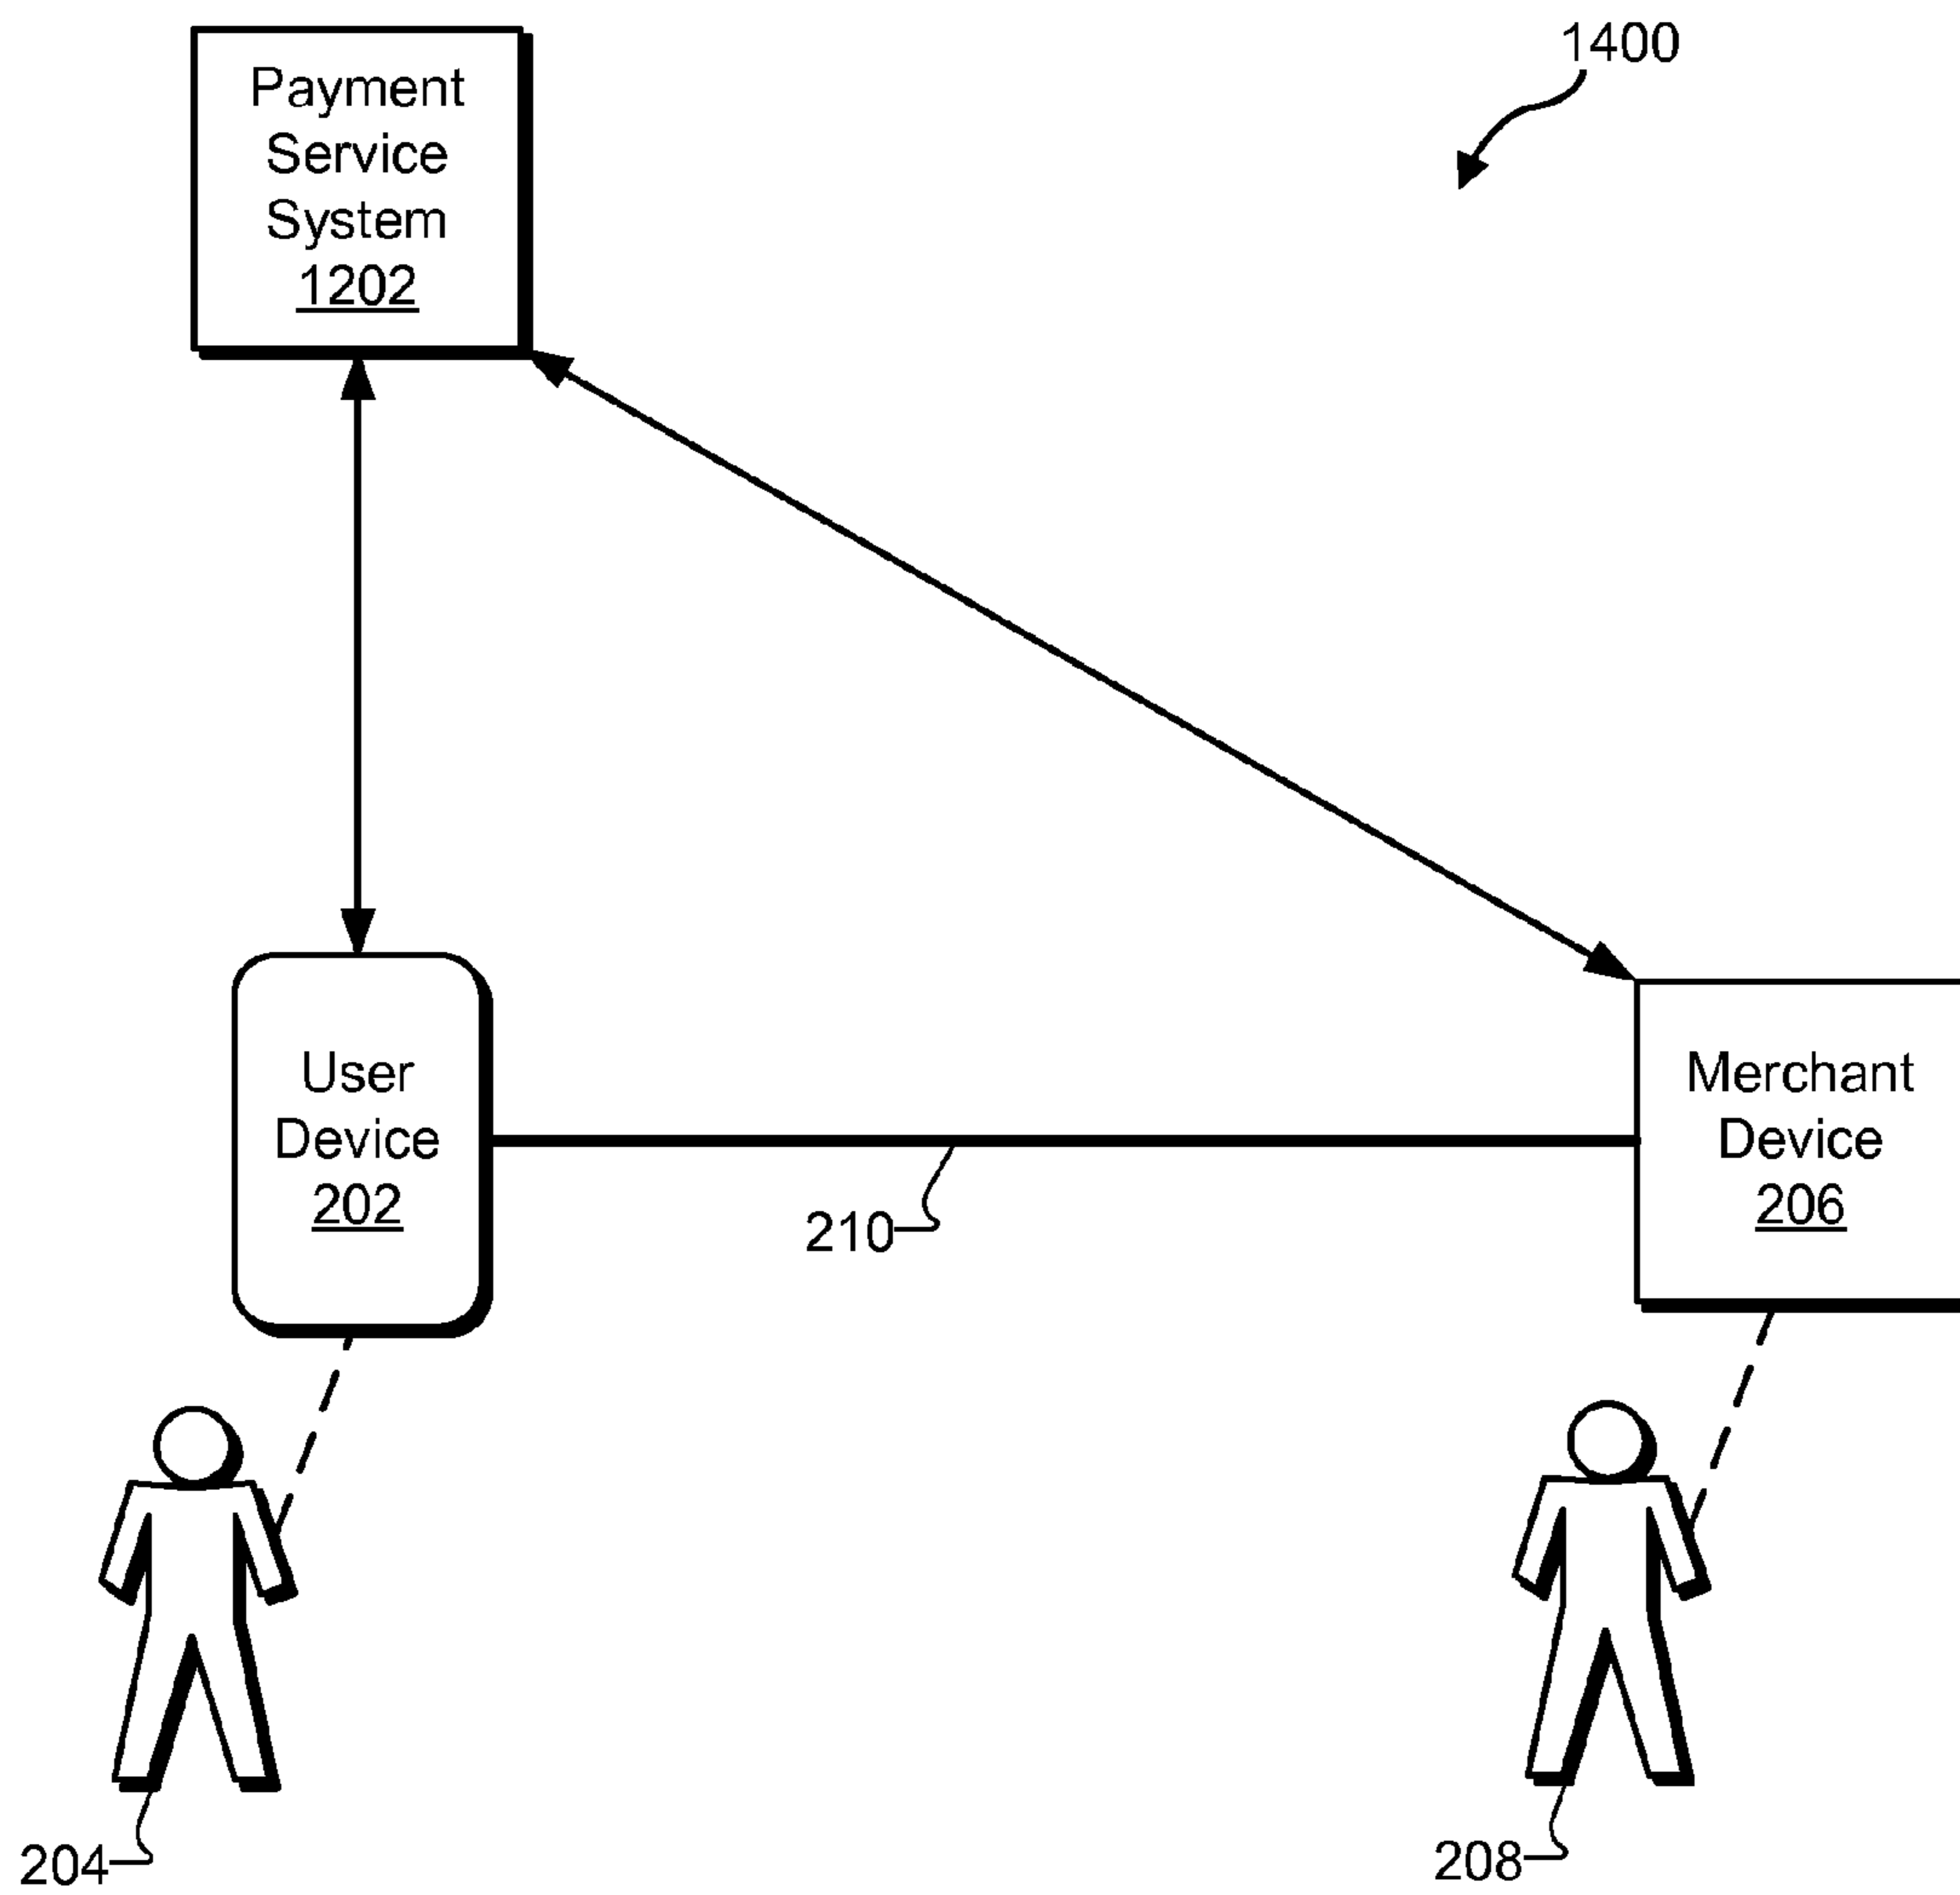 1400
Payment
Service
System
1202
User
Device
202
Merchant
Device
206
210
204
208